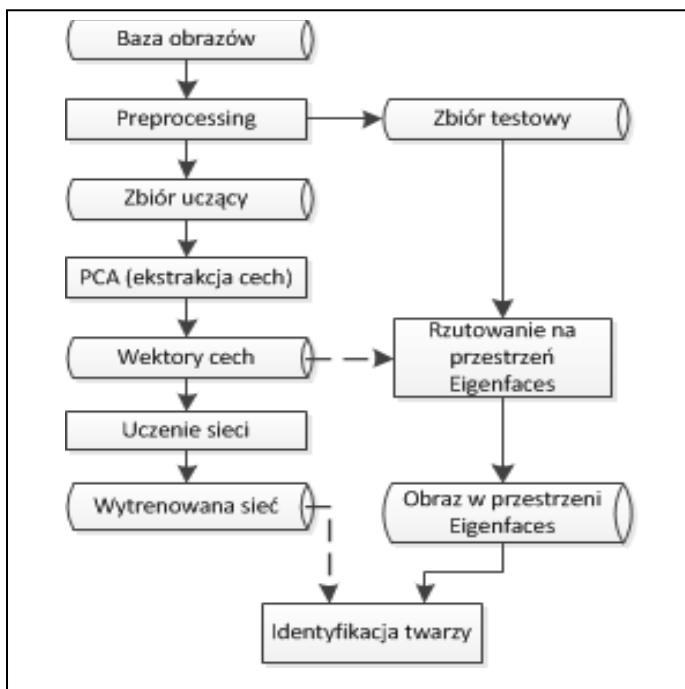 Baza obrazów
Preprocessing
Zbiór testowy
Zbiór uczący
PCA (ekstrakcja cech)
Wektory cech
Rzutowanie na
przestrzeń
Eigenfaces
Uczenie sieci
Wytrenowana sieć
Obraz w przestrzeni
Eigenfaces
Identyfikacja twarzy